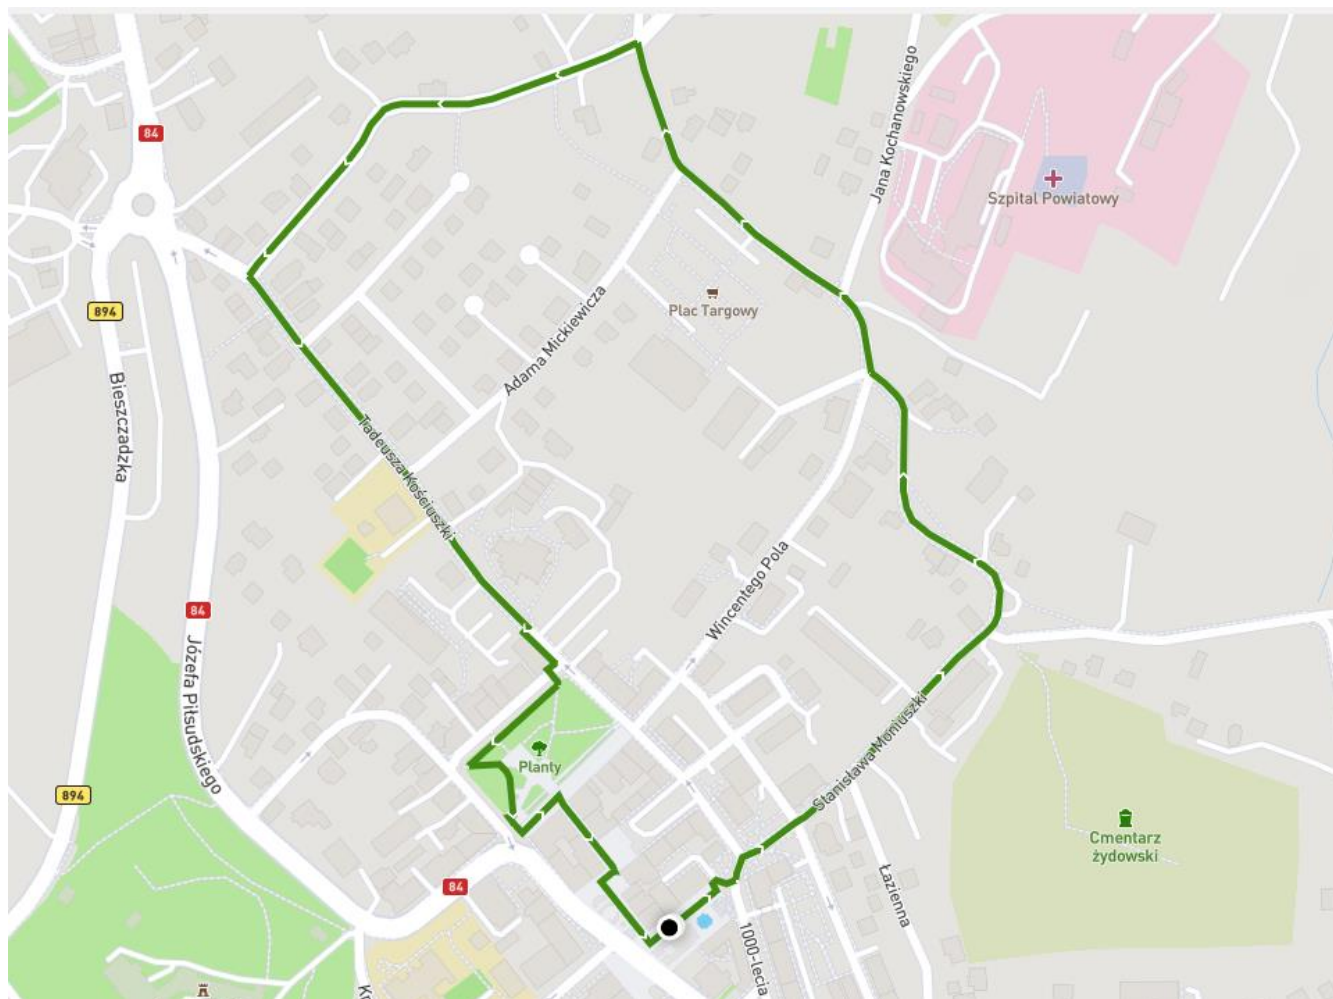 84
Jana Kochanowskiego
Szpital Powiatowy
894
Plac Targowy
Adama Mickiewicza
Bieszczadzka
Tadeusza Kościuszki
Wincentego Pola
84
Józefa Piłsudskiego
Stanisława Moniuszki
Planty
894
Cmentarz
żydowski
84
Łazienna
1000-lecia